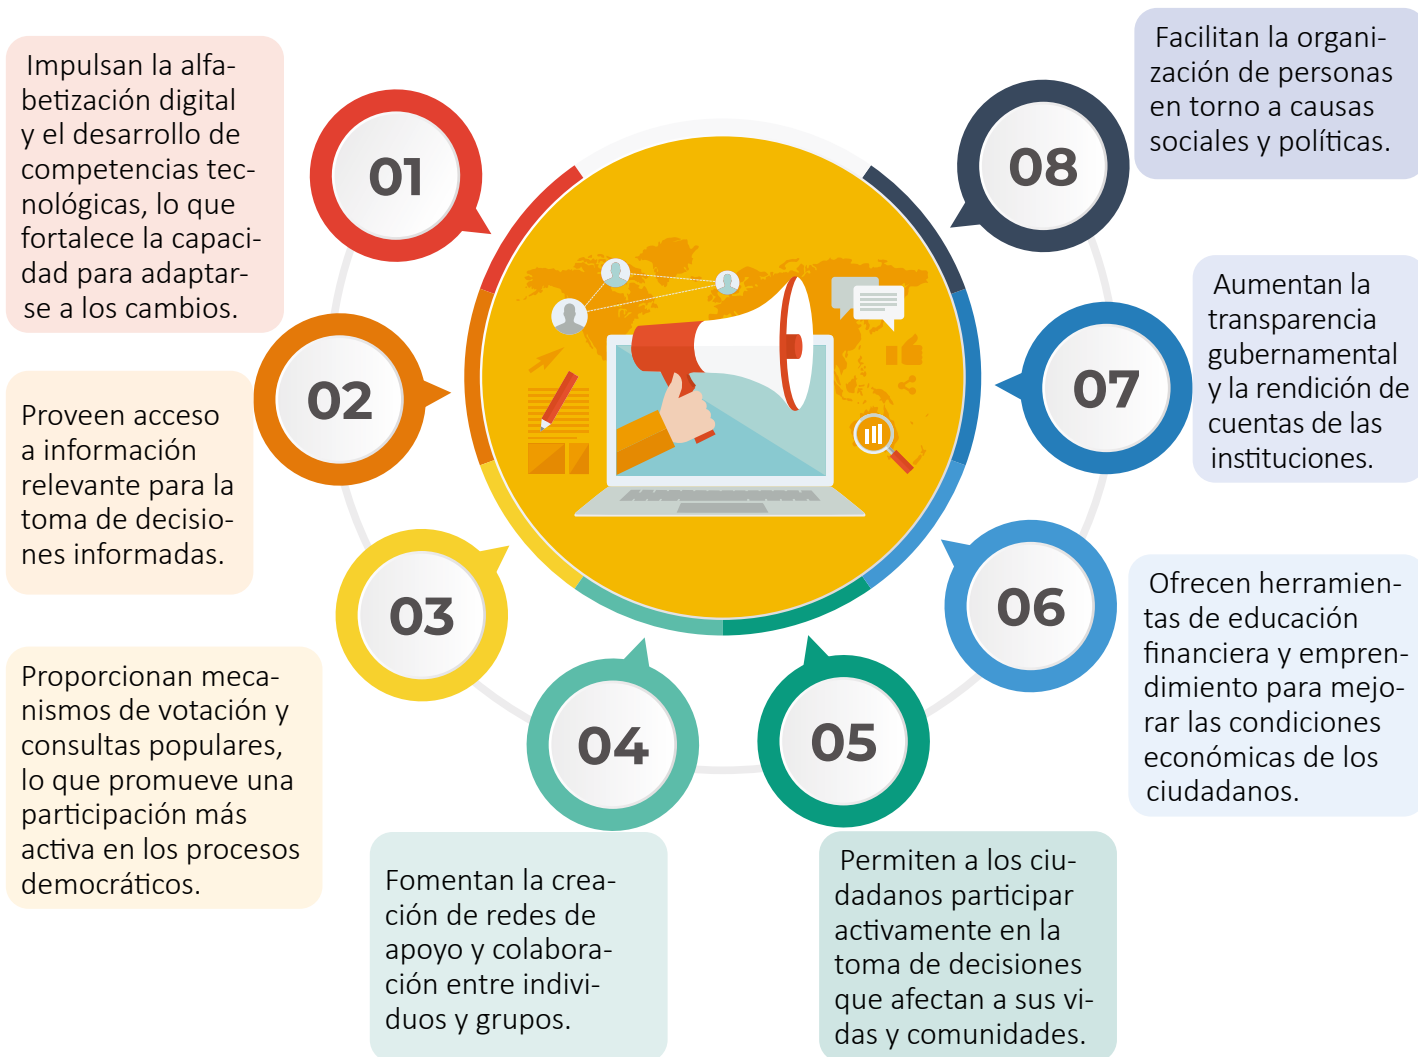 01
Impulsan la alfa-
betización digital
y el desarrollo de
competencias tec-
nológicas, lo que
fortalece la capaci-
dad para adaptar-
se a los cambios.
02
Proveen acceso
a información
relevante para la
toma de decisio-
nes informadas.
03
Proporcionan meca-
nismos de votación y
consultas populares,
lo que promueve una
participación más
activa en los procesos
democráticos.
04
Fomentan la crea-
ción de redes de
apoyo y colabora-
ción entre indivi-
duos y grupos.
05
Permiten a los ciu-
dadanos participar
activamente en la
toma de decisiones
que afectan a sus vi-
das y comunidades.
06
Ofrecen herramien-
tas de educación
financiera y empren-
dimiento para mejo-
rar las condiciones
económicas de los
ciudadanos.
07
Aumentan la
transparencia
gubernamental
y la rendición de
cuentas de las
instituciones.
08
Facilitan la organi-
zación de personas
en torno a causas
sociales y políticas.